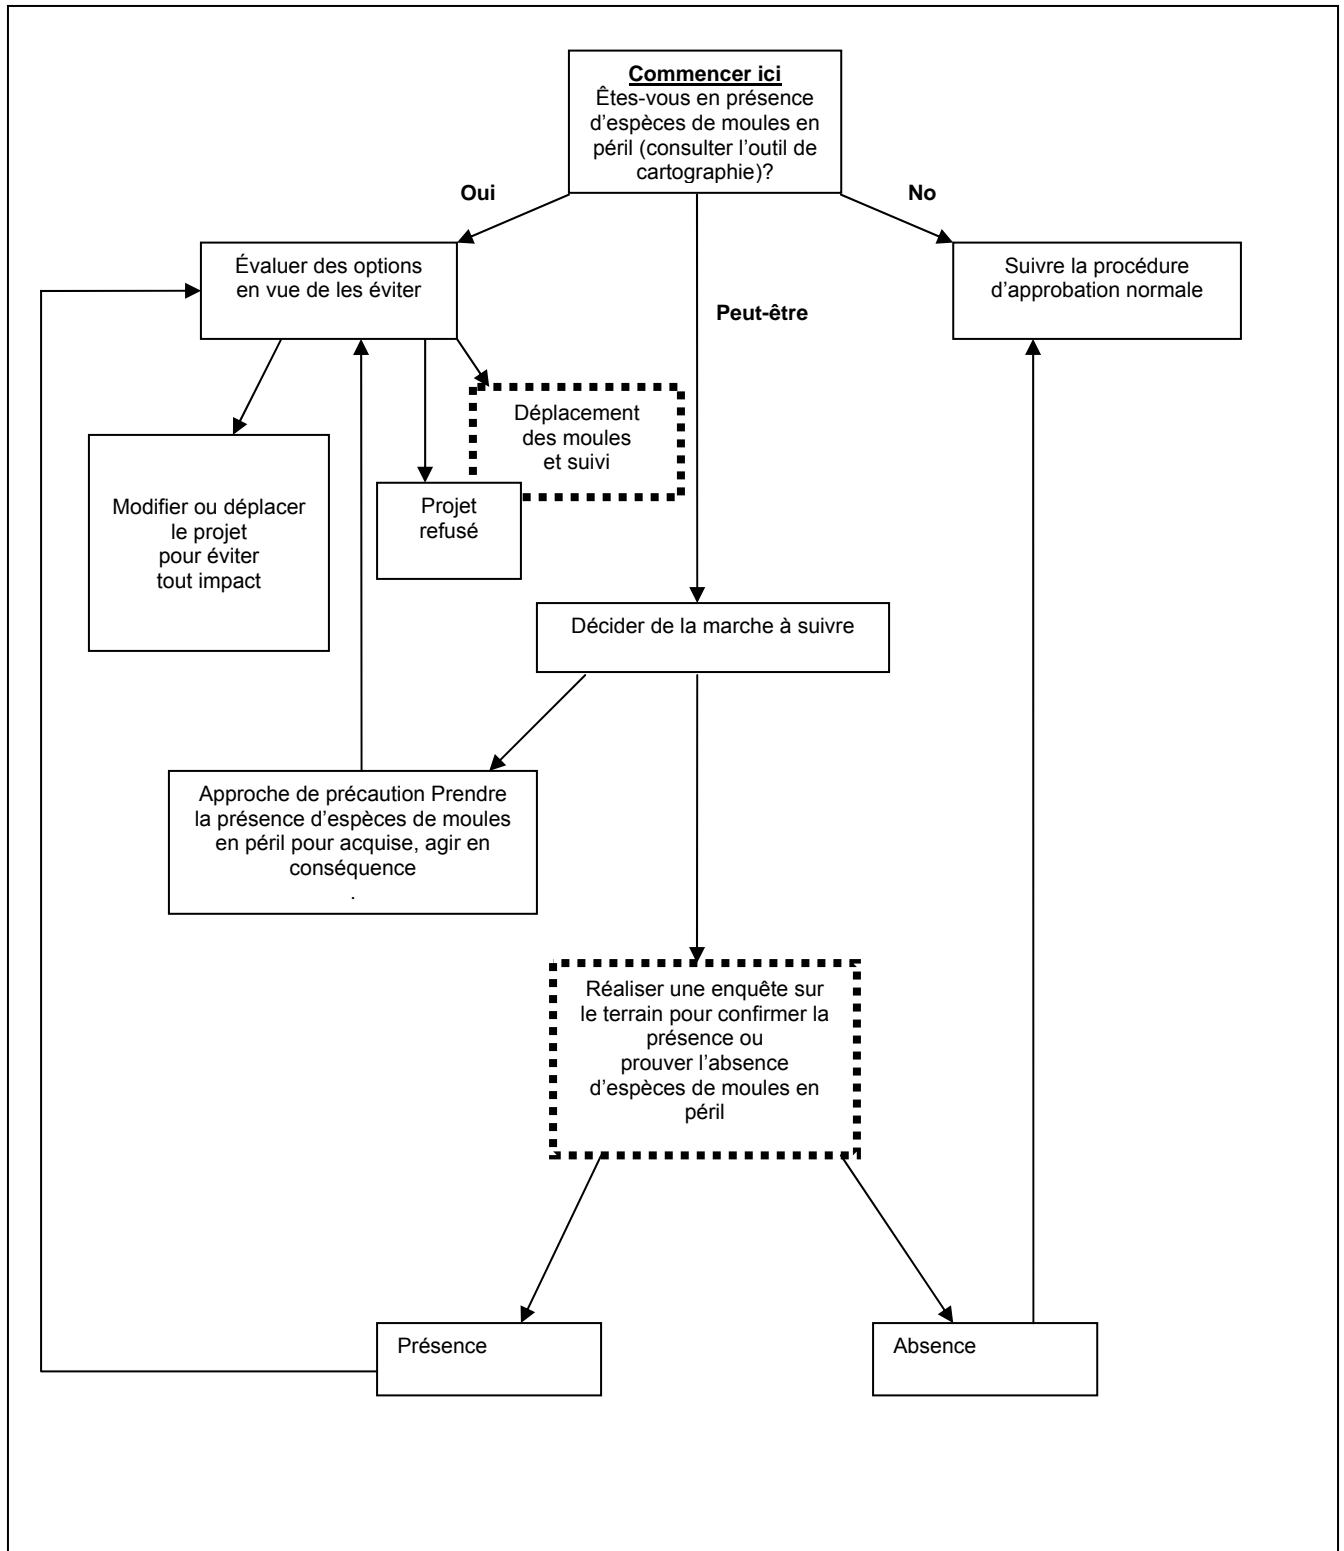 Commencer ici
Êtes-vous en présence
d'espèces de moules en
péril (consulter l'outil de
cartographie)?
Oui
No
Évaluer des options
en vue de les éviter
Suivre la procédure
d'approbation normale
Peut-être
Déplacement
des moules
et suivi
Modifier ou déplacer
le projet
pour éviter
tout impact
Projet
refusé
Décider de la marche à suivre
Approche de précaution Prendre
la présence d'espèces de moules
en péril pour acquise, agir en
conséquence
.
Réaliser une enquête sur
le terrain pour confirmer la
présence ou
prouver l'absence
d'espèces de moules en
péril
Présence
Absence